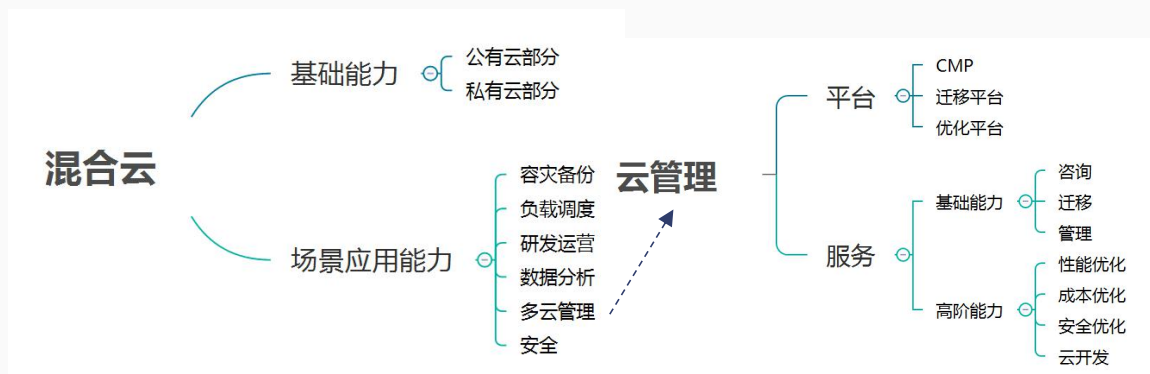 混合云
基础能力
公有云部分
私有云部分
场景应用能力
容灾备份
负载调度
研发运营
数据分析
多云管理
安全
云管理
平台
CMP
迁移平台
优化平台
服务
基础能力
咨询
迁移
管理
高阶能力
性能优化
成本优化
安全优化
云开发